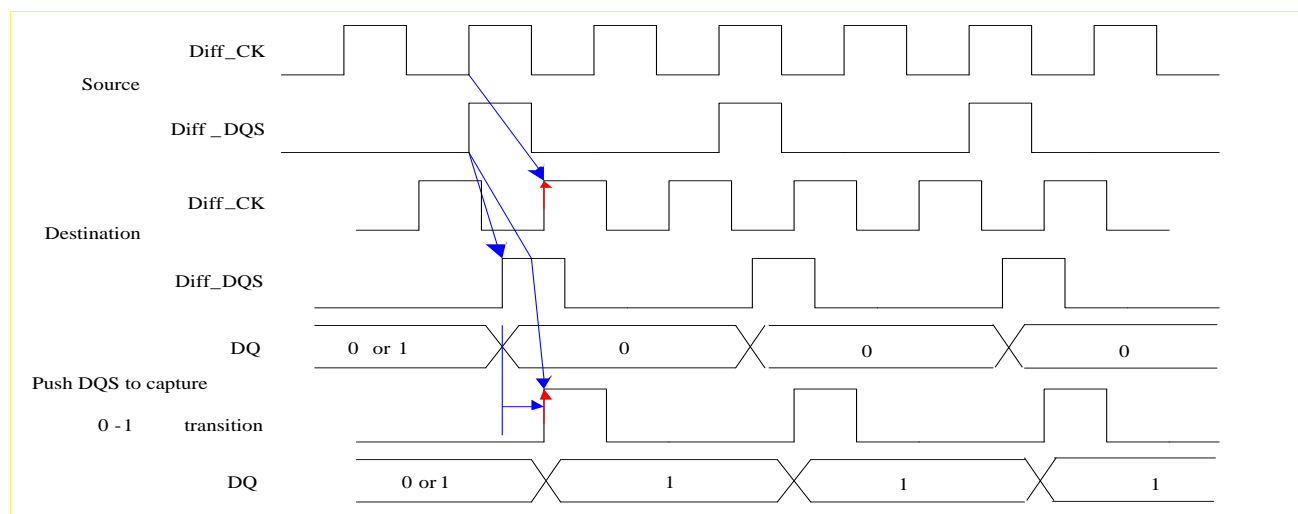 Diff_CK
Source
Diff _DQS
Diff_CK
Destination
Diff_DQS
DQ 0 or 1 0 0 0
Push DQS to capture
0 -1 transition
DQ 0 or 1 1 1 1